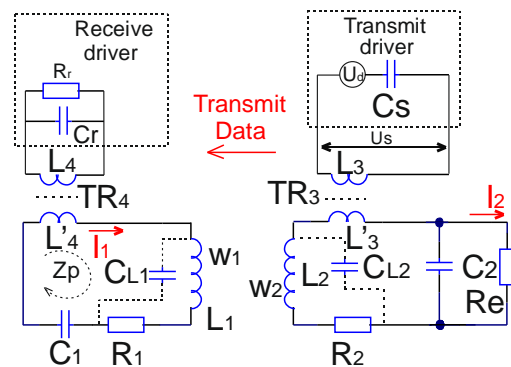 Receive
driver
Rr
Cr
L4
TR4
L'4
I1
Zp
CL1
w1
L1
C1
R1
Transmit
Data
Transmit
driver
Ud
Cs
Us
L3
TR3
L'3
I2
w2
L2
CL2
C2
Re
R2